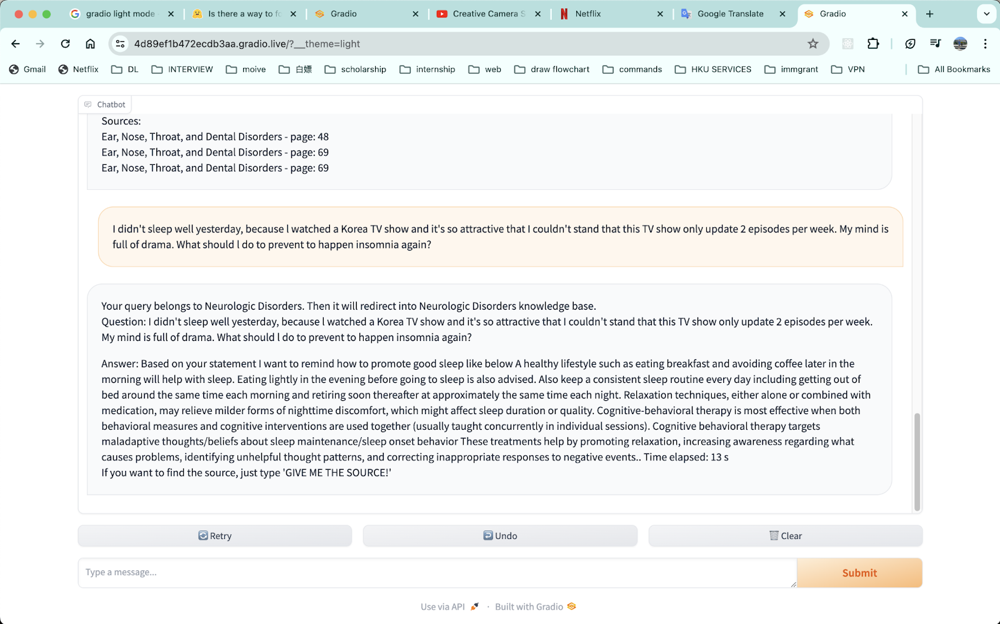 gradio light mode
Is there a way to fo
Gradio
Creative Camera S
Netflix
Google Translate
Gradio
4d89ef1b472ecdb3aa.gradio.live/?__theme=light
Gmail
Netflix
DL
INTERVIEW
moive
白嫖
scholarship
internship
web
draw flowchart
commands
HKU SERVICES
immgrant
VPN
All Bookmarks
Chatbot
Sources:
Ear, Nose, Throat, and Dental Disorders - page: 48
Ear, Nose, Throat, and Dental Disorders - page: 69
Ear, Nose, Throat, and Dental Disorders - page: 69
I didn't sleep well yesterday, because l watched a Korea TV show and it's so attractive that I couldn't stand that this TV show only update 2 episodes per week. My mind is
full of drama. What should l do to prevent to happen insomnia again?
Your query belongs to Neurologic Disorders. Then it will redirect into Neurologic Disorders knowledge base.
Question: I didn't sleep well yesterday, because l watched a Korea TV show and it's so attractive that I couldn't stand that this TV show only update 2 episodes per week.
My mind is full of drama. What should l do to prevent to happen insomnia again?
Answer: Based on your statement I want to remind how to promote good sleep like below A healthy lifestyle such as eating breakfast and avoiding coffee later in the
morning will help with sleep. Eating lightly in the evening before going to sleep is also advised. Also keep a consistent sleep routine every day including getting out of
bed around the same time each morning and retiring soon thereafter at approximately the same time each night. Relaxation techniques, either alone or combined with
medication, may relieve milder forms of nighttime discomfort, which might affect sleep duration or quality. Cognitive-behavioral therapy is most effective when both
behavioral measures and cognitive interventions are used together (usually taught concurrently in individual sessions). Cognitive behavioral therapy targets
maladaptive thoughts/beliefs about sleep maintenance/sleep onset behavior These treatments help by promoting relaxation, increasing awareness regarding what
causes problems, identifying unhelpful thought patterns, and correcting inappropriate responses to negative events.. Time elapsed: 13 s
If you want to find the source, just type 'GIVE ME THE SOURCE!'
Retry
Undo
Clear
Type a message...
Submit
Use via API · Built with Gradio